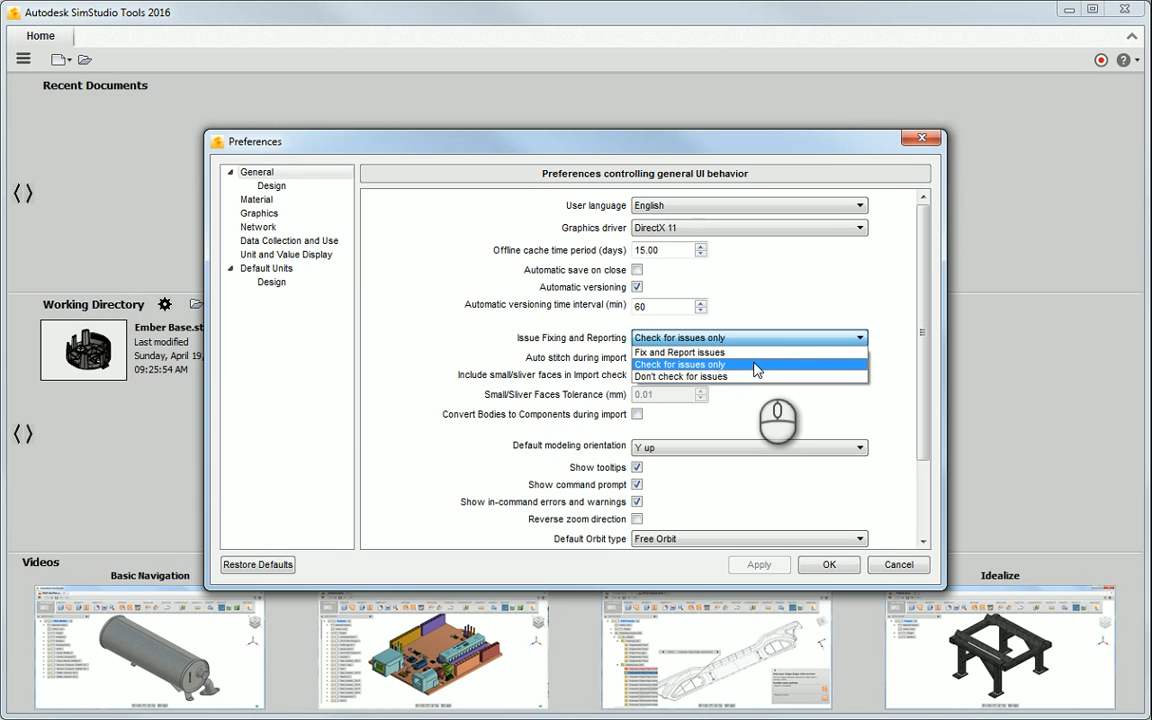 Autodesk SimStudio Tools 2016
Home
Recent Documents
Preferences
General
Design
Material
Graphics
Network
Data Collection and Use
Unit and Value Display
Default Units
Design
Preferences controlling general UI behavior
User language English
Graphics driver DirectX 11
Offline cache time period (days) 15.00
Automatic save on close
Automatic versioning
Automatic versioning time interval (min) 60
Issue Fixing and Reporting Check for issues only
Fix and Report issues
Check for issues only
Don't check for issues
Auto stitch during import
Include small/sliver faces in Import check
Small/Sliver Faces Tolerance (mm) 0.01
Convert Bodies to Components during import
Default modeling orientation Y up
Show tooltips
Show command prompt
Show in-command errors and warnings
Reverse zoom direction
Default Orbit type Free Orbit
Restore Defaults Apply OK Cancel
Working Directory
Ember Base.st
Last modified
Sunday, April 19,
09:25:54 AM
Videos
Basic Navigation
Idealize